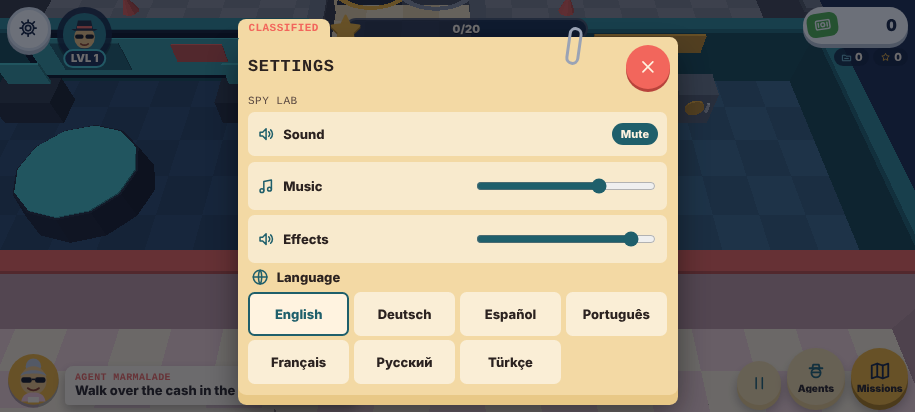 CLASSIFIED
0/20
0
LVL 1
0 0
SETTINGS
SPY LAB
Sound
Mute
Music
Effects
Language
English Deutsch Español Português
Français Русский Türkçe
AGENT MARMALADE
Walk over the cash in the
Agents
Missions